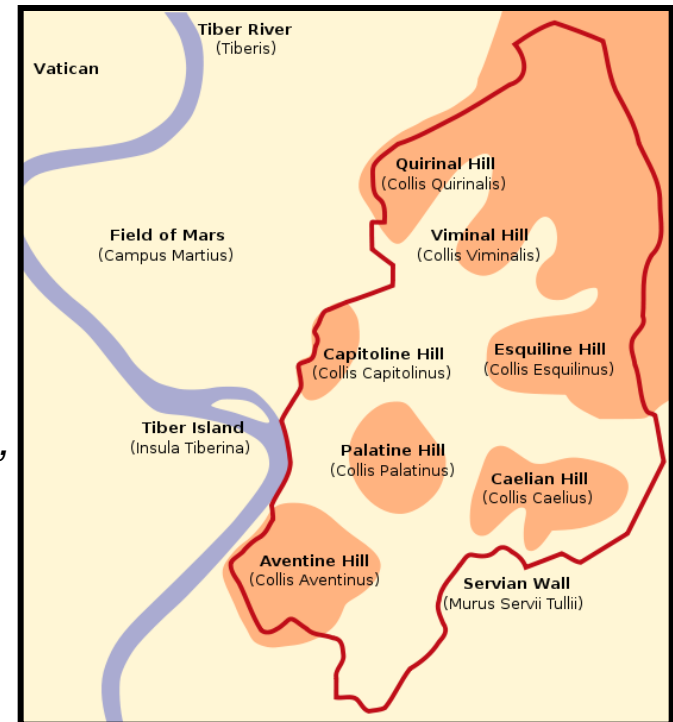 Tiber River
(Tiberis)
Vatican
Quirinal Hill
(Collis Quirinalis)
Field of Mars
(Campus Martius)
Viminal Hill
(Collis Viminalis)
Capitoline Hill
(Collis Capitolinus)
Esquiline Hill
(Collis Esquilinus)
Tiber Island
(Insula Tiberina)
,
Palatine Hill
(Collis Palatinus)
Caelian Hill
(Collis Caelius)
Aventine Hill
(Collis Aventinus)
Servian Wall
(Murus Servii Tullii)